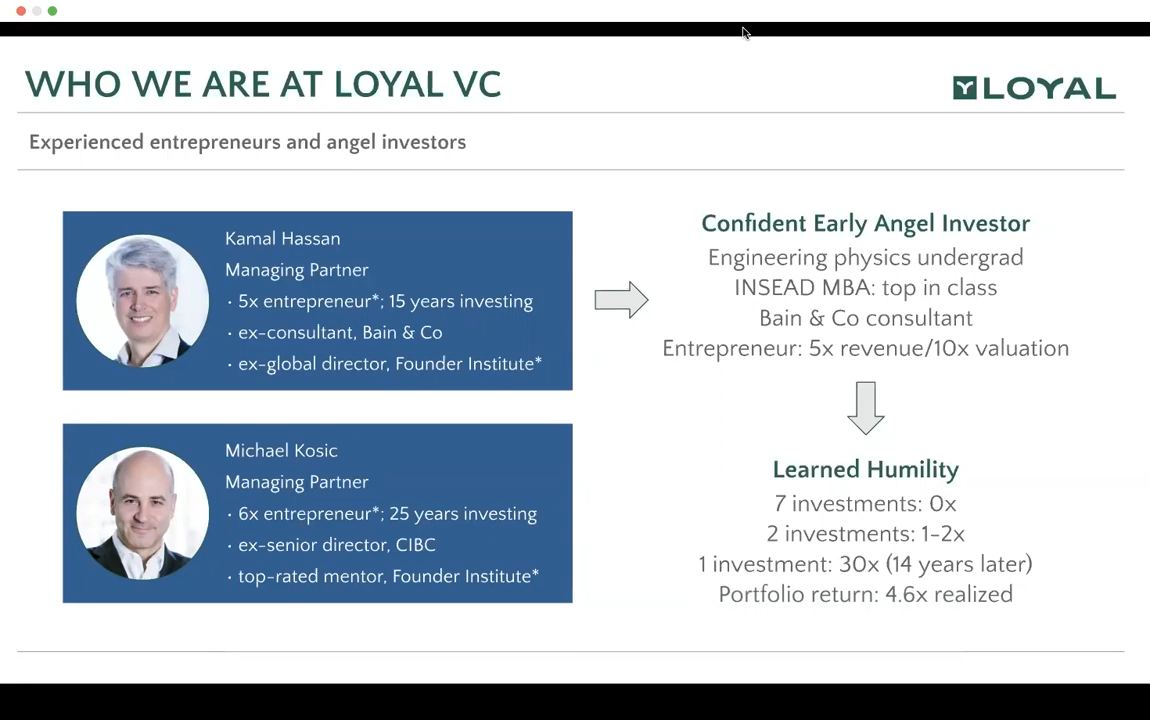 WHO WE ARE AT LOYAL VC
LOYAL
Experienced entrepreneurs and angel investors
Kamal Hassan
Managing Partner
· 5x entrepreneur*; 15 years investing
· ex-consultant, Bain & Co
· ex-global director, Founder Institute*
Michael Kosic
Managing Partner
· 6x entrepreneur*; 25 years investing
· ex-senior director, CIBC
· top-rated mentor, Founder Institute*
Confident Early Angel Investor
Engineering physics undergrad
INSEAD MBA: top in class
Bain & Co consultant
Entrepreneur: 5x revenue/10x valuation
Learned Humility
7 investments: 0x
2 investments: 1-2x
1 investment: 30x (14 years later)
Portfolio return: 4.6x realized